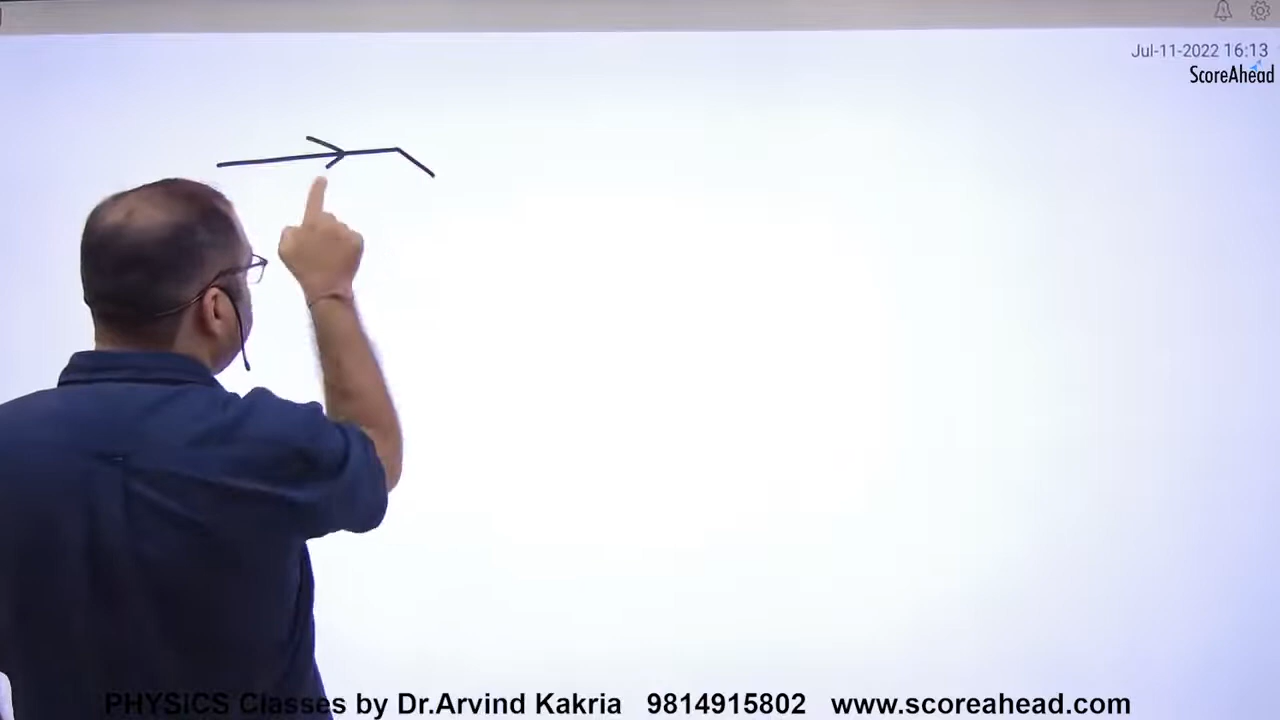 Jul-11-2022 16:13
ScoreAhead
PHYSICS Classes by Dr.Arvind Kakria 9814915802 www.scoreahead.com